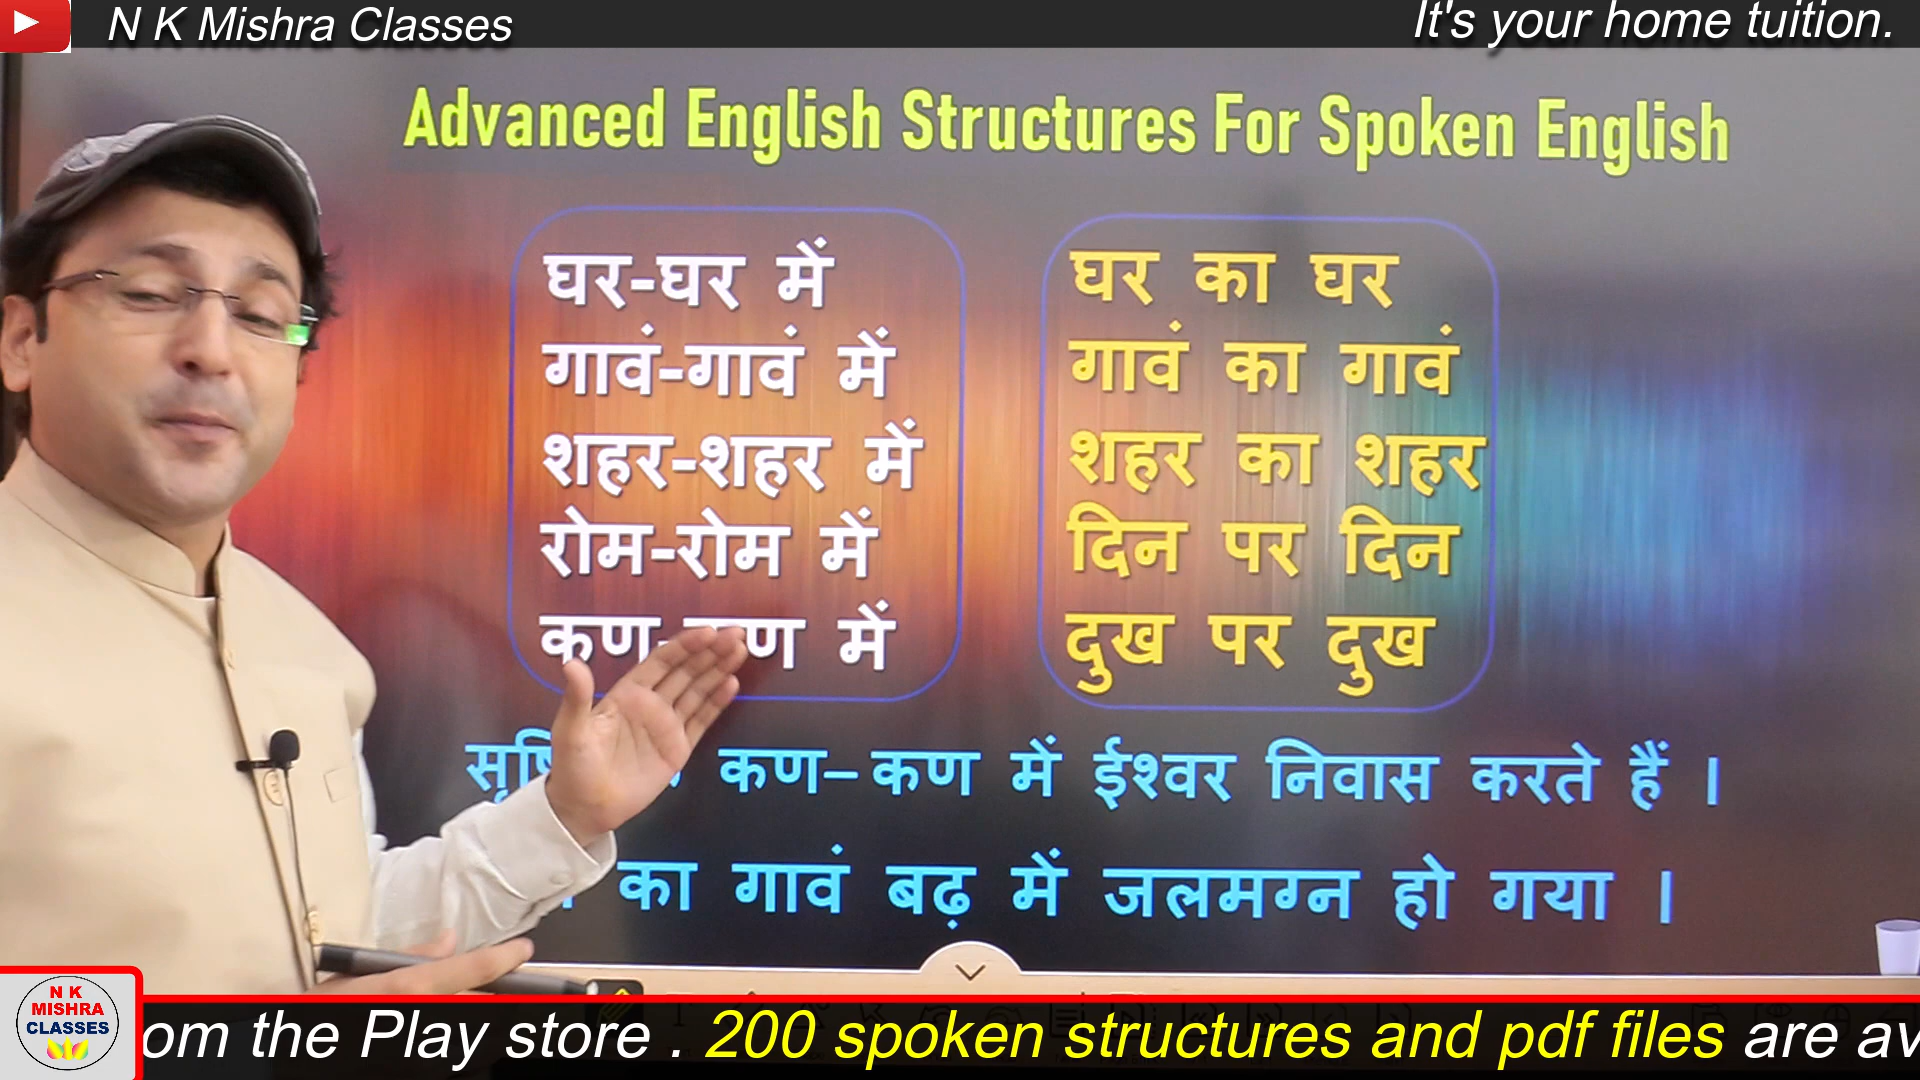 N K Mishra Classes
It's your home tuition.
Advanced English Structures For Spoken English
घर-घर में
गावं-गावं में
शहर-शहर में
रोम-रोम में
कण- में
घर का घर
गावं का गावं
शहर का शहर
दिन पर दिन
दुख पर दुख
कण–कण में ईश्वर निवास करते हैं ।
का गावं बढ़ में जलमग्न हो गया ।
N K
MISHRA
CLASSES
om the Play store . 200 spoken structures and pdf files are av